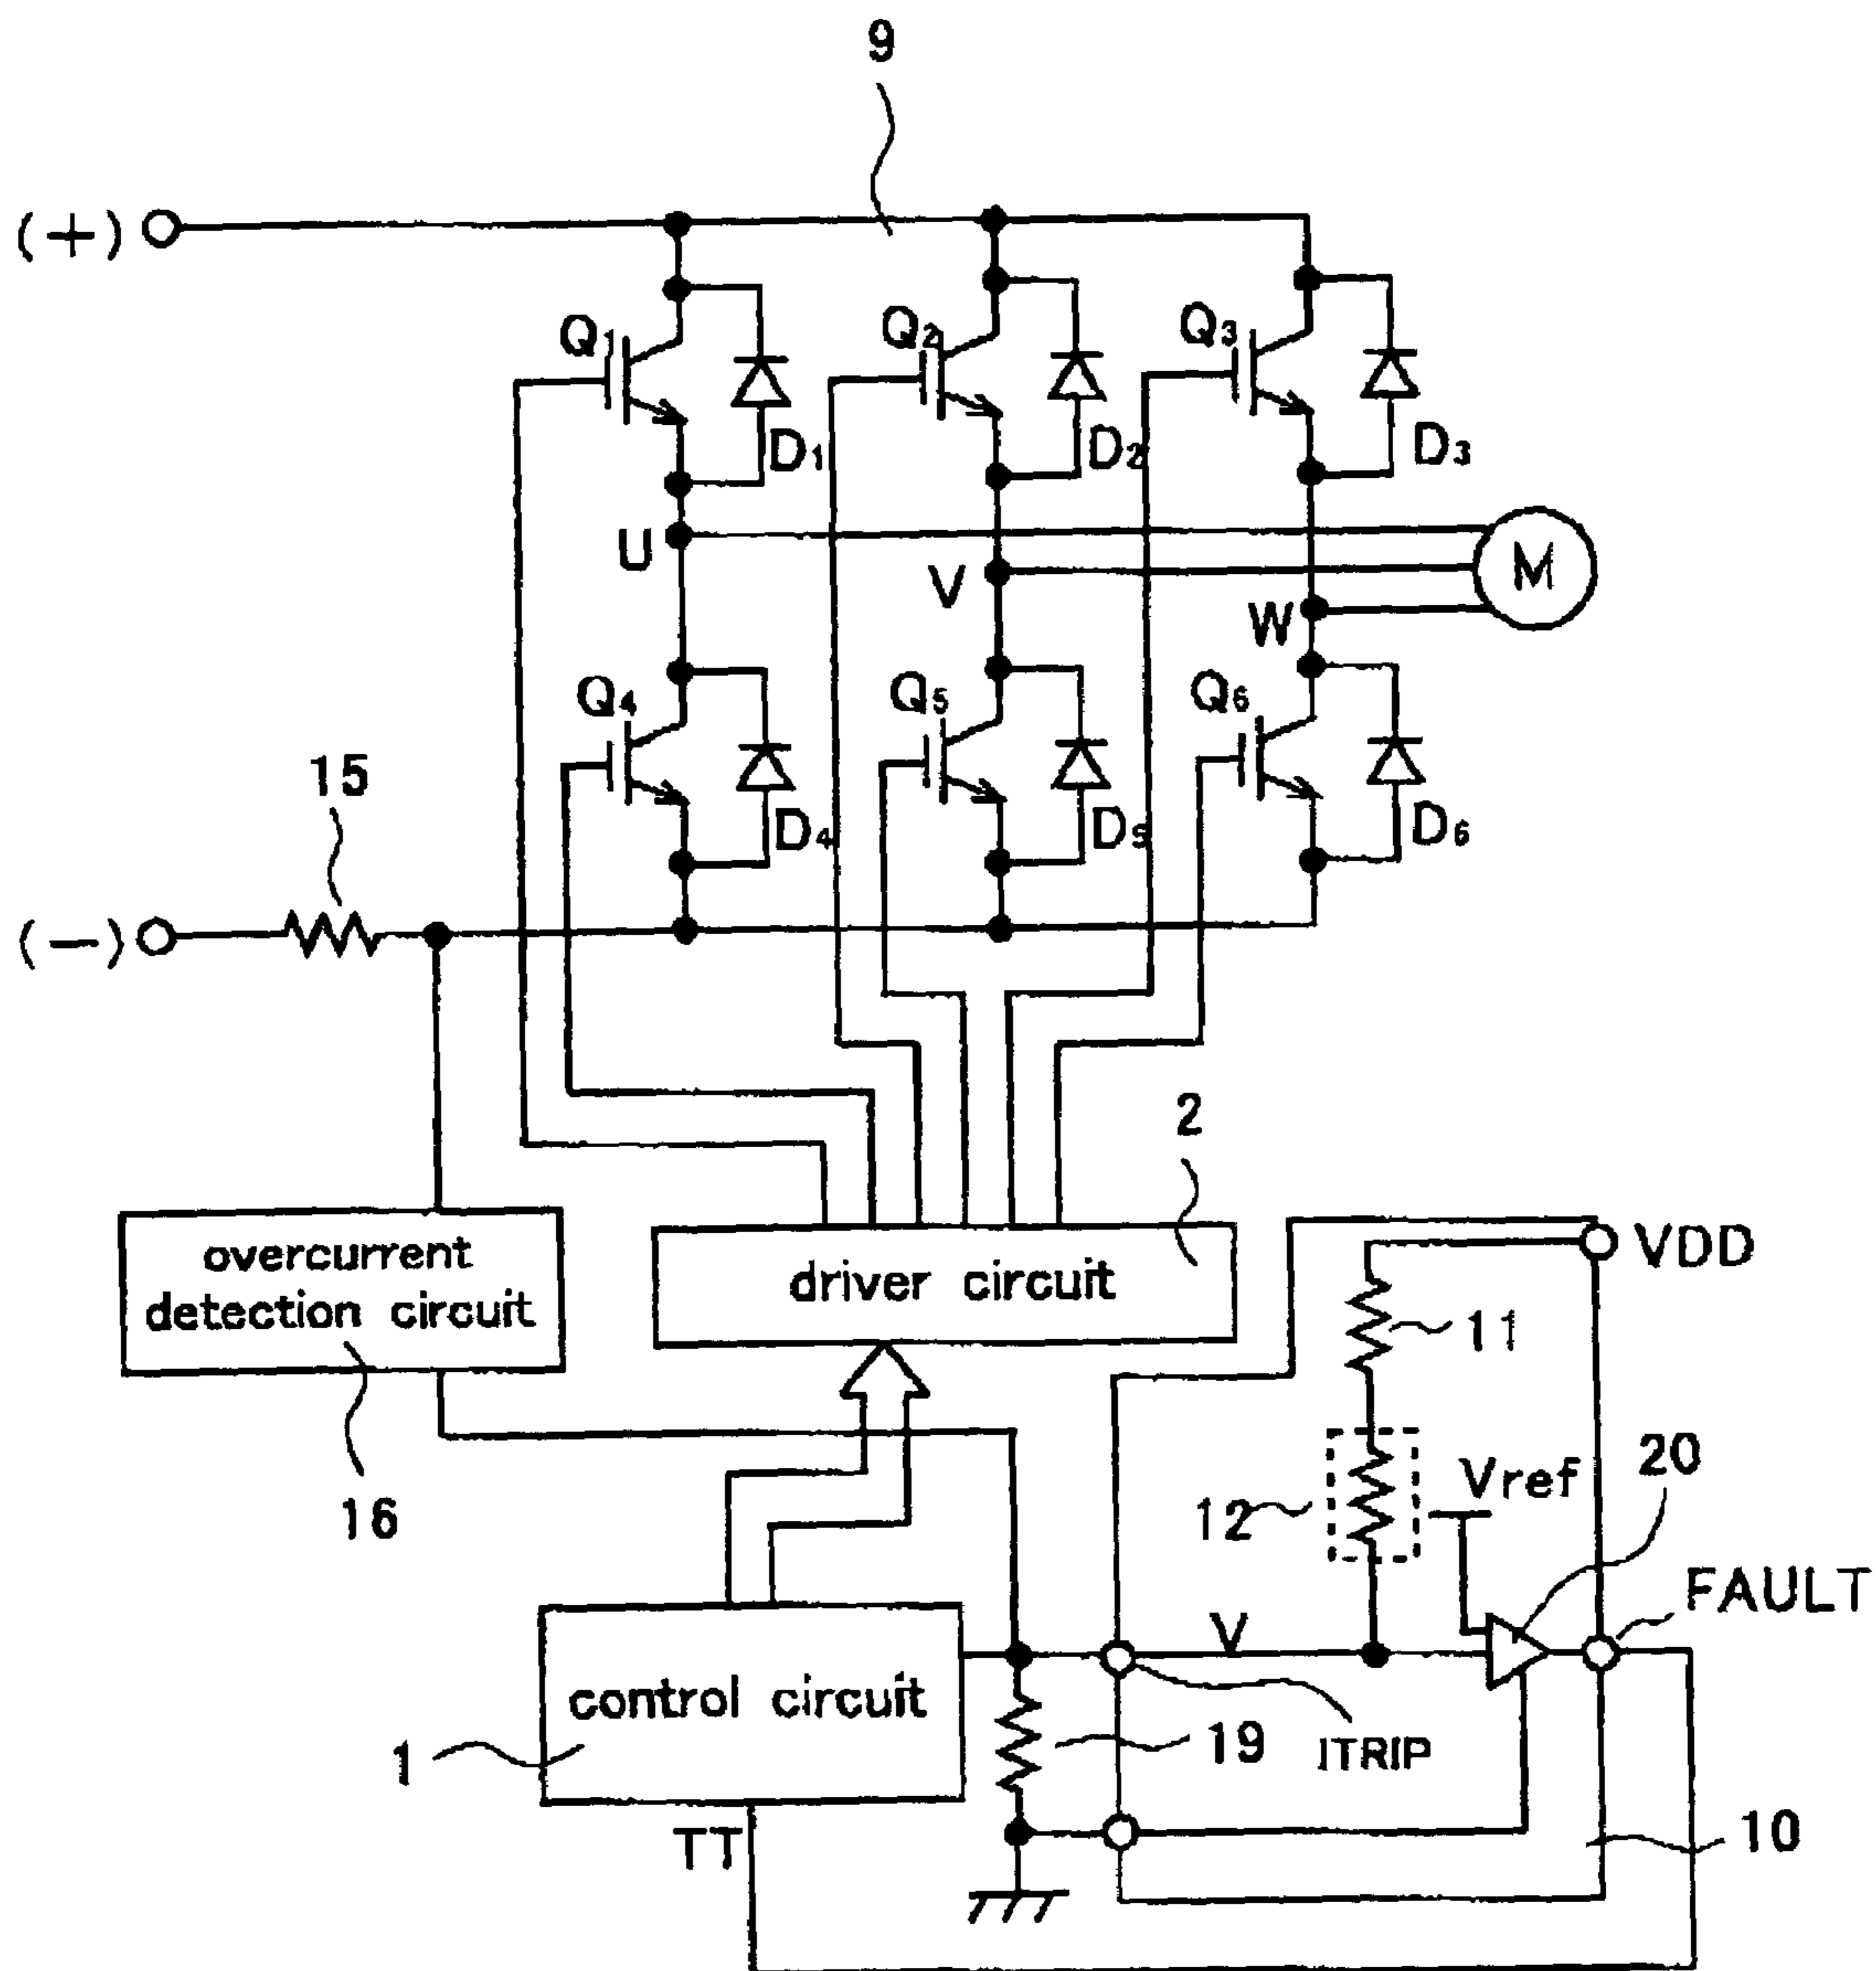 9
(+)
Q1
Q2
Q3
D1
D2
D3
U
V
W
M
Q4
Q5
Q6
15
D4
D5
D6
(−)
2
overcurrent
detection circuit
driver circuit
VDD
11
16
12
Vref
20
FAULT
V
control circuit
1
19
ITRIP
TT
10